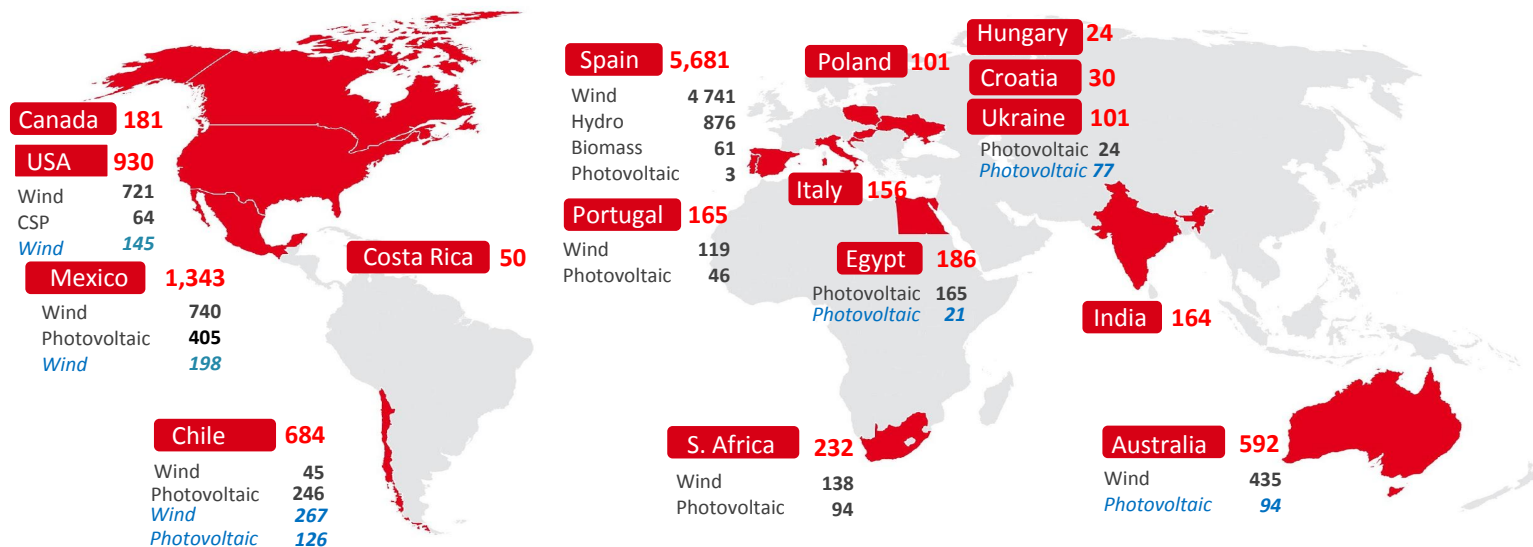 Canada 181
USA 930
Wind 721
CSP 64
Wind 145
Mexico 1,343
Wind 740
Photovoltaic 405
Wind 198
Costa Rica 50
Chile 684
Wind 45
Photovoltaic 246
Wind 267
Photovoltaic 126
Spain 5,681
Wind 4 741
Hydro 876
Biomass 61
Photovoltaic 3
Portugal 165
Wind 119
Photovoltaic 46
Poland 101
Italy 156
Hungary 24
Croatia 30
Ukraine 101
Photovoltaic 24
Photovoltaic 77
Egypt 186
Photovoltaic 165
Photovoltaic 21
India 164
S. Africa 232
Wind 138
Photovoltaic 94
Australia 592
Wind 435
Photovoltaic 94